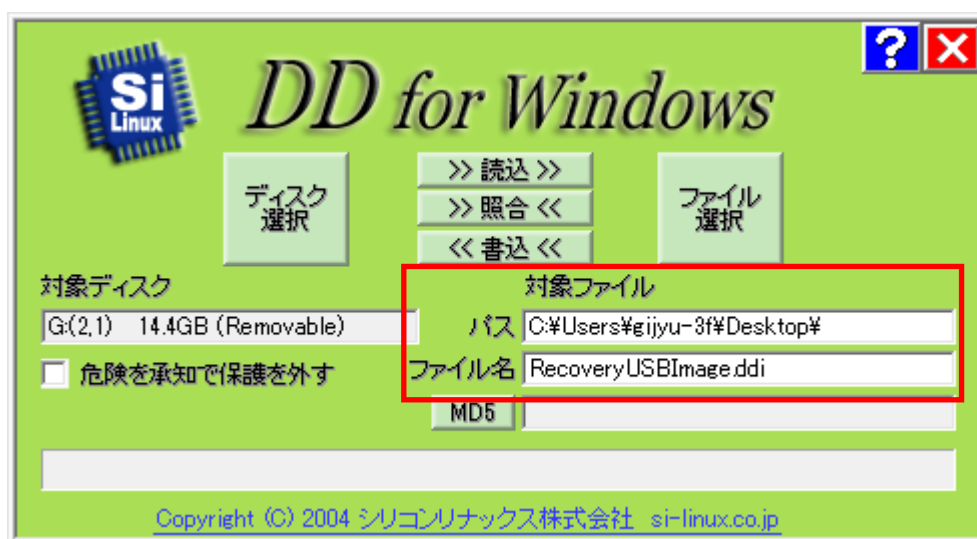 Si
Linux
DD for Windows
?
ディスク
選択
>> 読込 >>
>> 照合 <<
<< 書込 <<
ファイル
選択
対象ディスク
G:(2,1) 14.4GB (Removable)
危険を承知で保護を外す
対象ファイル
パス C:¥Users¥gijyu-3f¥Desktop¥
ファイル名 RecoveryUSBImage.ddi
MD5
Copyright (C) 2004 シリコンリナックス株式会社 si-linux.co.jp